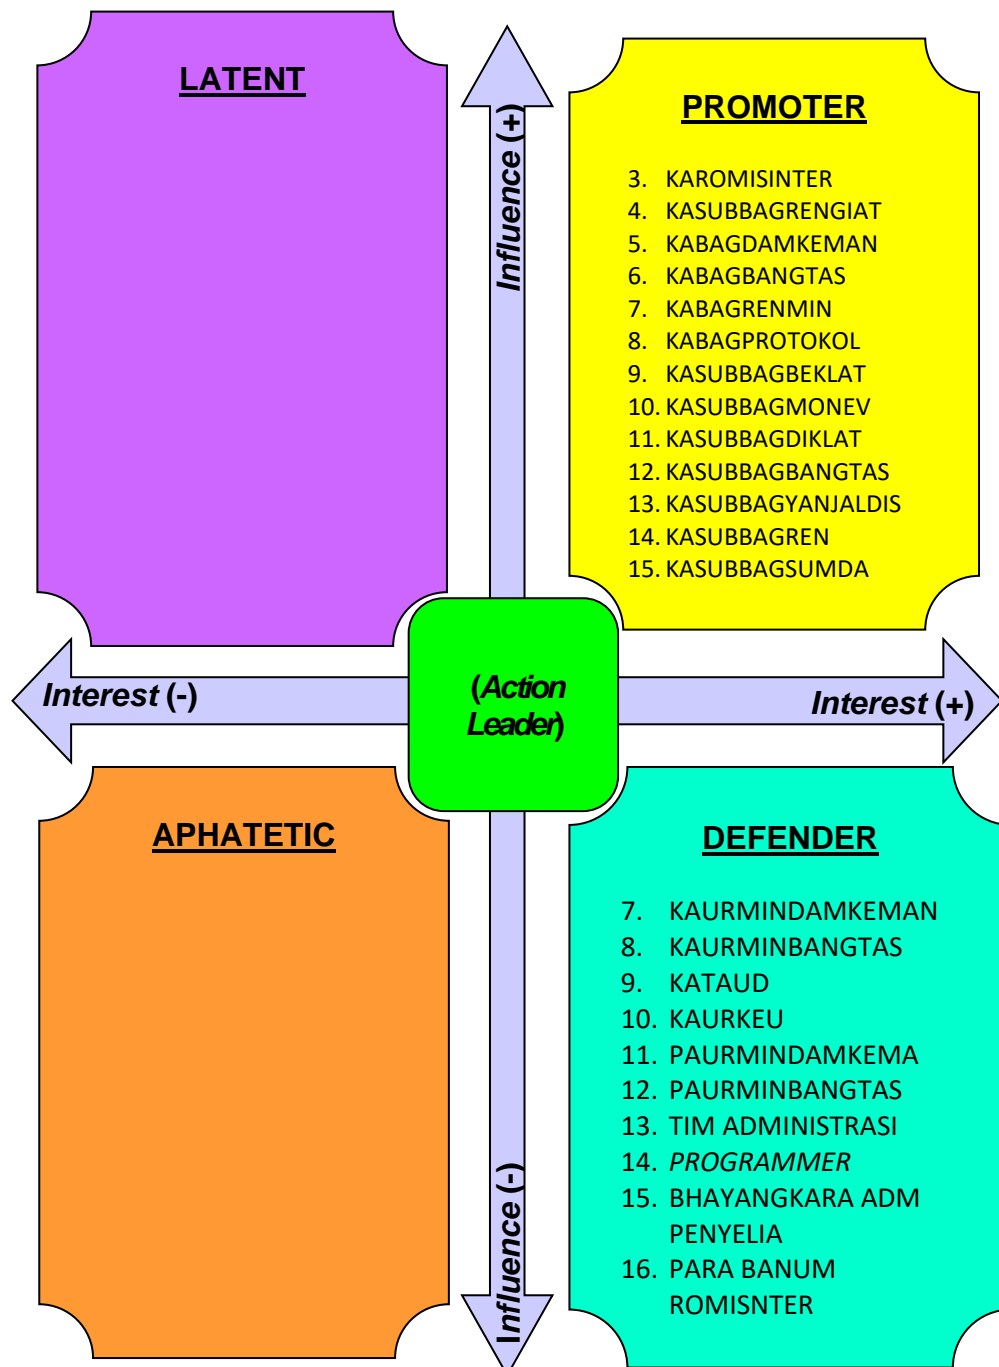 LATENT
Influence (+)
PROMOTER
3. KAROMISINTER
4. KASUBBAGRENGIAT
5. KABAGDAMKEMAN
6. KABAGBANGTAS
7. KABAGRENMIN
8. KABAGPROTOKOL
9. KASUBBAGBEKLAT
10. KASUBBAGMONEV
11. KASUBBAGDIKLAT
12. KASUBBAGBANGTAS
13. KASUBBAGYANJALDIS
14. KASUBBAGREN
15. KASUBBAGSUMDA
Interest (-)
(Action
Leader)
Interest (+)
APHATETIC
Influence (-)
DEFENDER
7. KAURMINDAMKEMAN
8. KAURMINBANGTAS
9. KATAUD
10. KAURKEU
11. PAURMINDAMKEMA
12. PAURMINBANGTAS
13. TIM ADMINISTRASI
14. PROGRAMMER
15. BHAYANGKARA ADM
PENYELIA
16. PARA BANUM
ROMISNTER